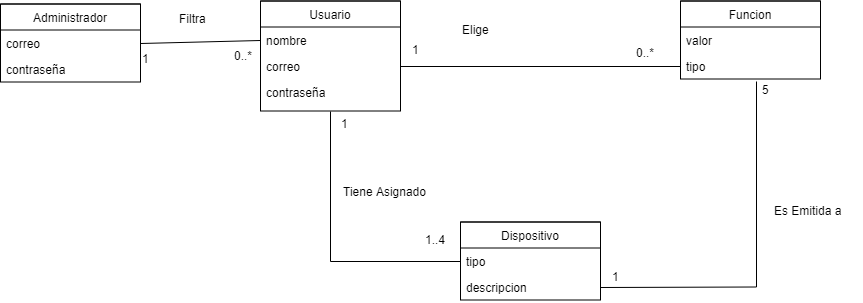 Administrador
correo
contraseña
Filtra
1
0..*
Usuario
nombre
correo
contraseña
Elige
1
0..*
Funcion
valor
tipo
1
Tiene Asignado
1..4
5
Es Emitida a
Dispositivo
tipo
descripcion
1